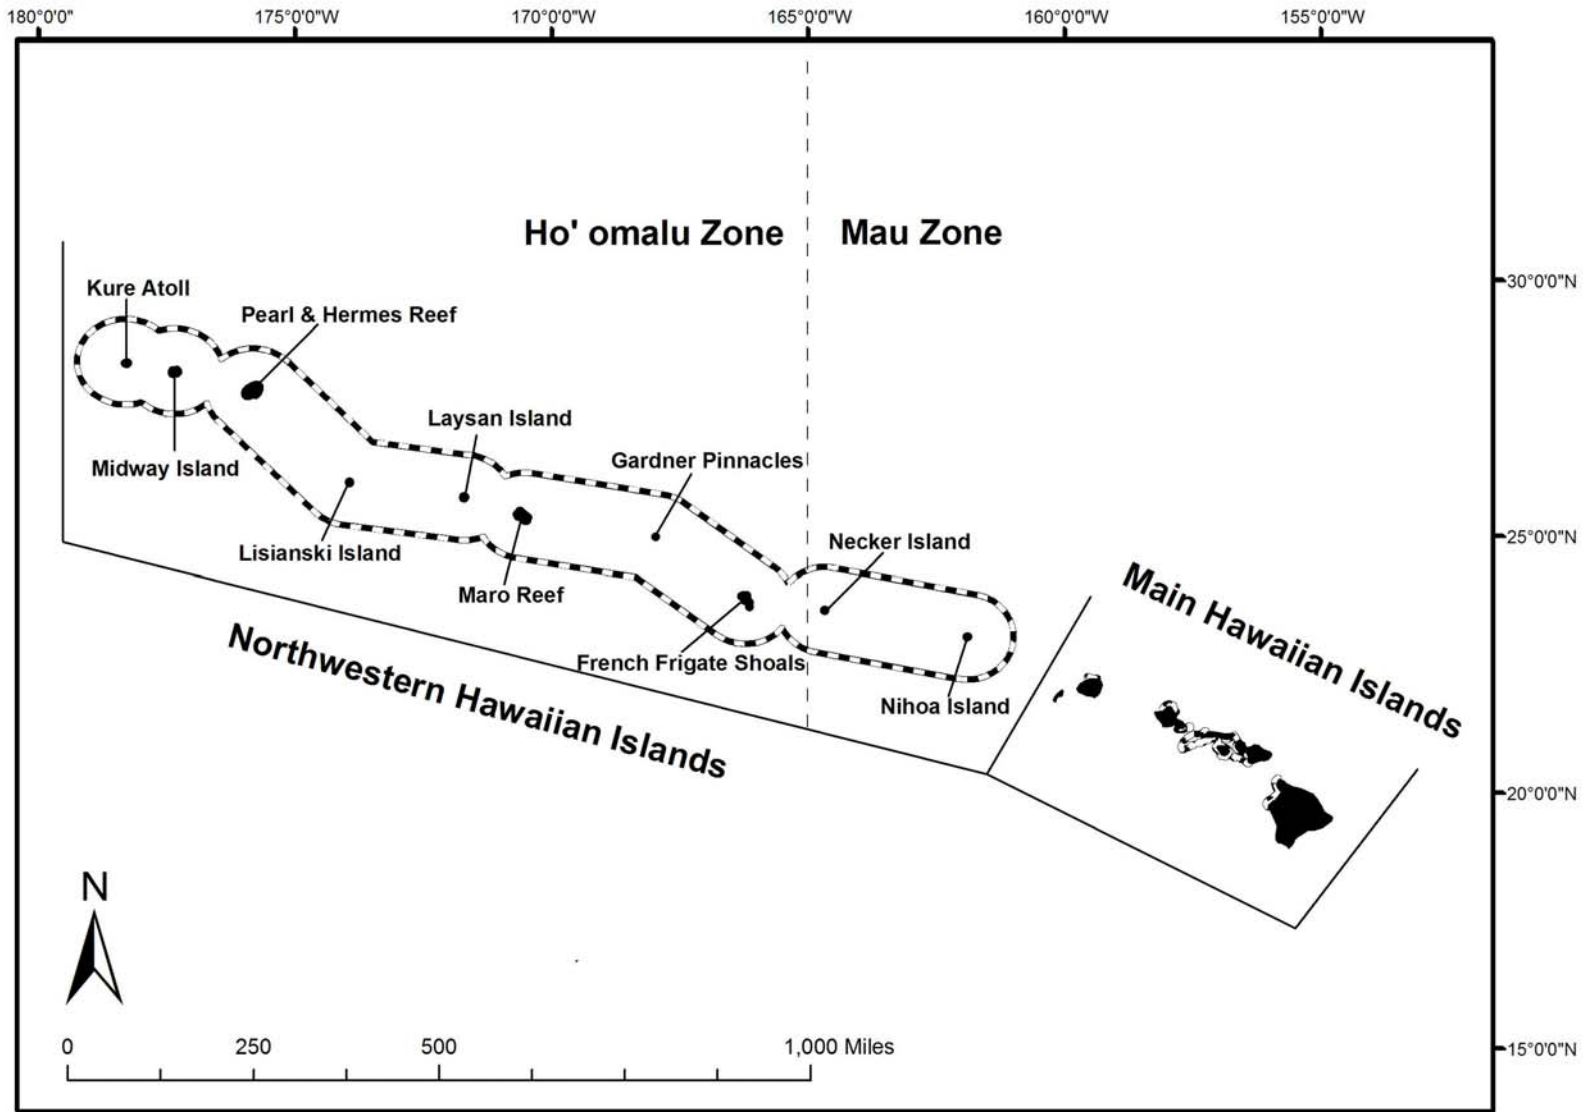 180°0'0" 175°0'0"W 170°0'0"W 165°0'0"W 160°0'0"W 155°0'0"W
Ho' omalu Zone
Mau Zone
30°0'0"N
Kure Atoll
Pearl & Hermes Reef
Laysan Island
Midway Island
Gardner Pinnacles
25°0'0"N
Necker Island
Lisianski Island
Maro Reef
Main Hawaiian Islands
Northwestern Hawaiian Islands
French Frigate Shoals
Nihoa Island
20°0'0"N
N
0 250 500 1,000 Miles
15°0'0"N